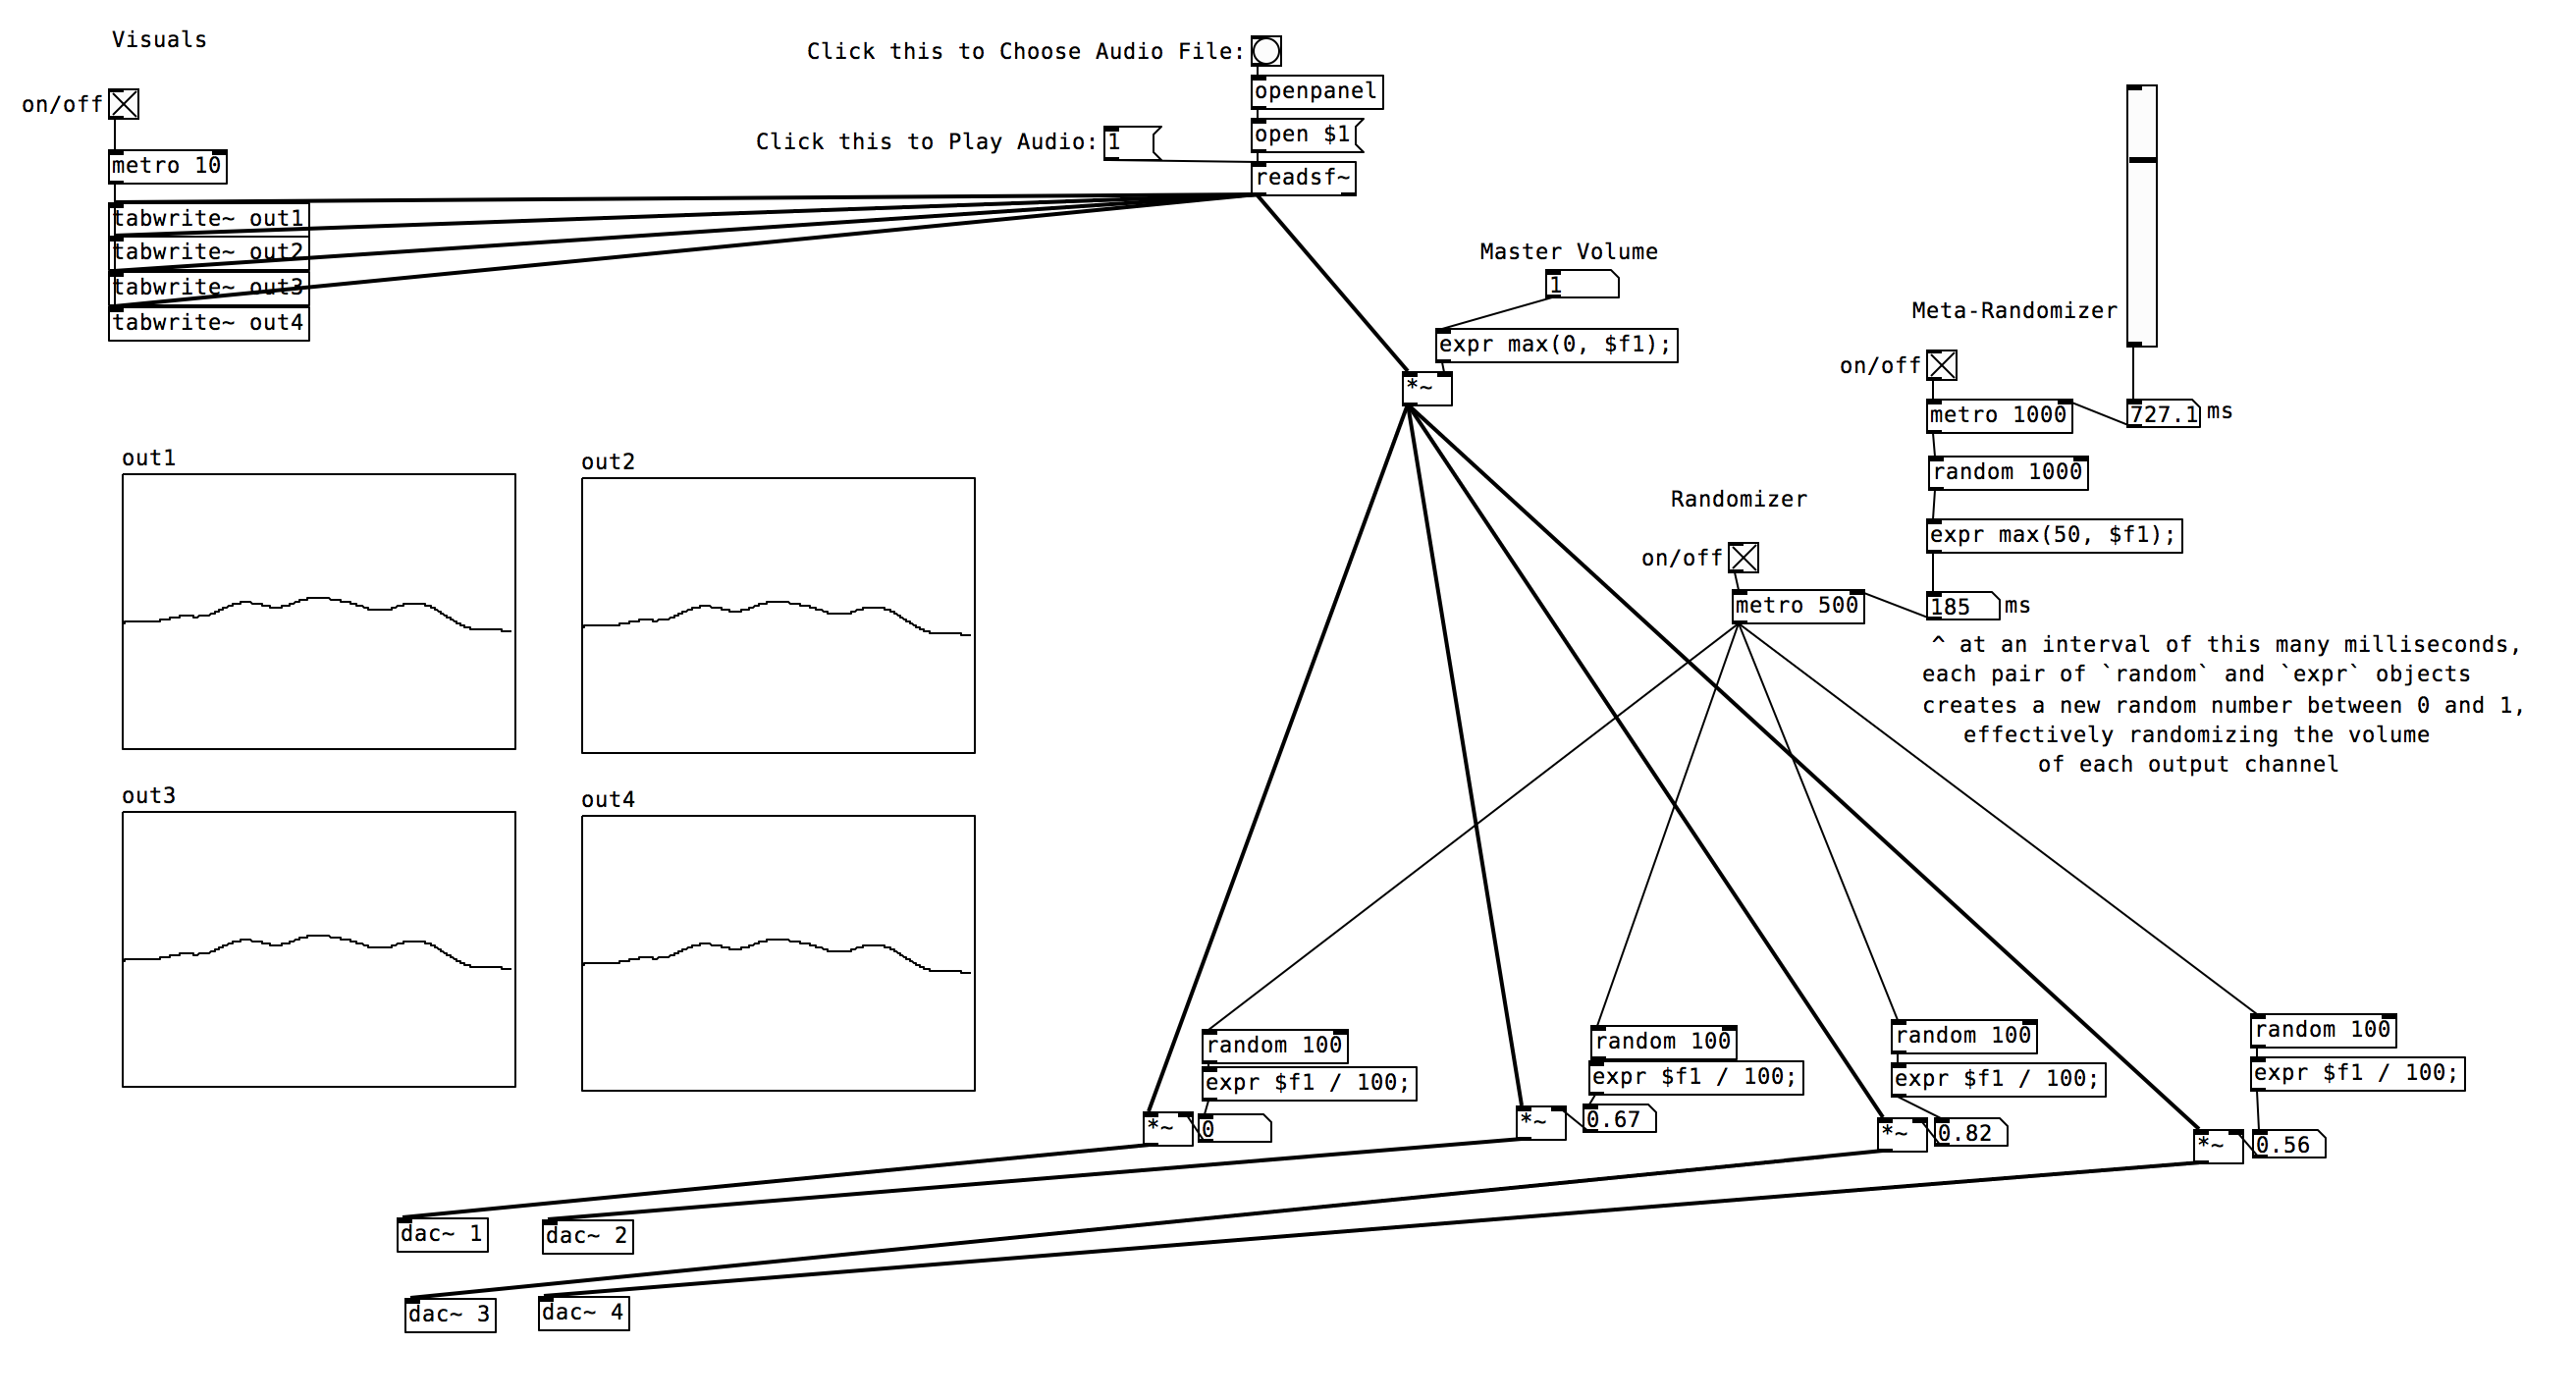 Visuals
on/off
metro 10
tabwrite~ out1
tabwrite~ out2
tabwrite~ out3
tabwrite~ out4
Click this to Choose Audio File:
openpanel
open $1
Click this to Play Audio:
1
readsf~
Master Volume
1
expr max(0, $f1);
*~
Meta-Randomizer
on/off
metro 1000
727.1
ms
random 1000
expr max(50, $f1);
Randomizer
on/off
metro 500
185
ms
^ at an interval of this many milliseconds,
each pair of `random` and `expr` objects
creates a new random number between 0 and 1,
effectively randomizing the volume
of each output channel
out1
out2
out3
out4
random 100
expr $f1 / 100;
*~
0
random 100
expr $f1 / 100;
*~
0.67
random 100
expr $f1 / 100;
*~
0.82
random 100
expr $f1 / 100;
*~
0.56
dac~ 1
dac~ 2
dac~ 3
dac~ 4